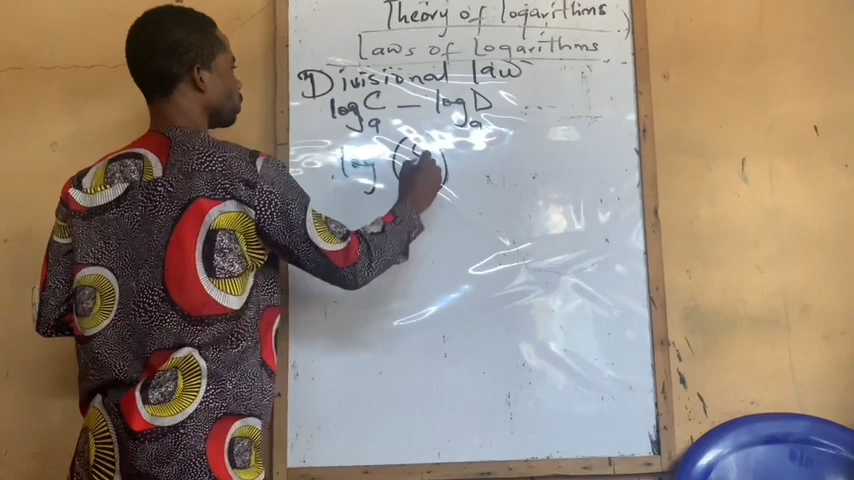 Theory of logarithms
Laws of Logarithms
Divisional law
log C - log D ....
a a
log (